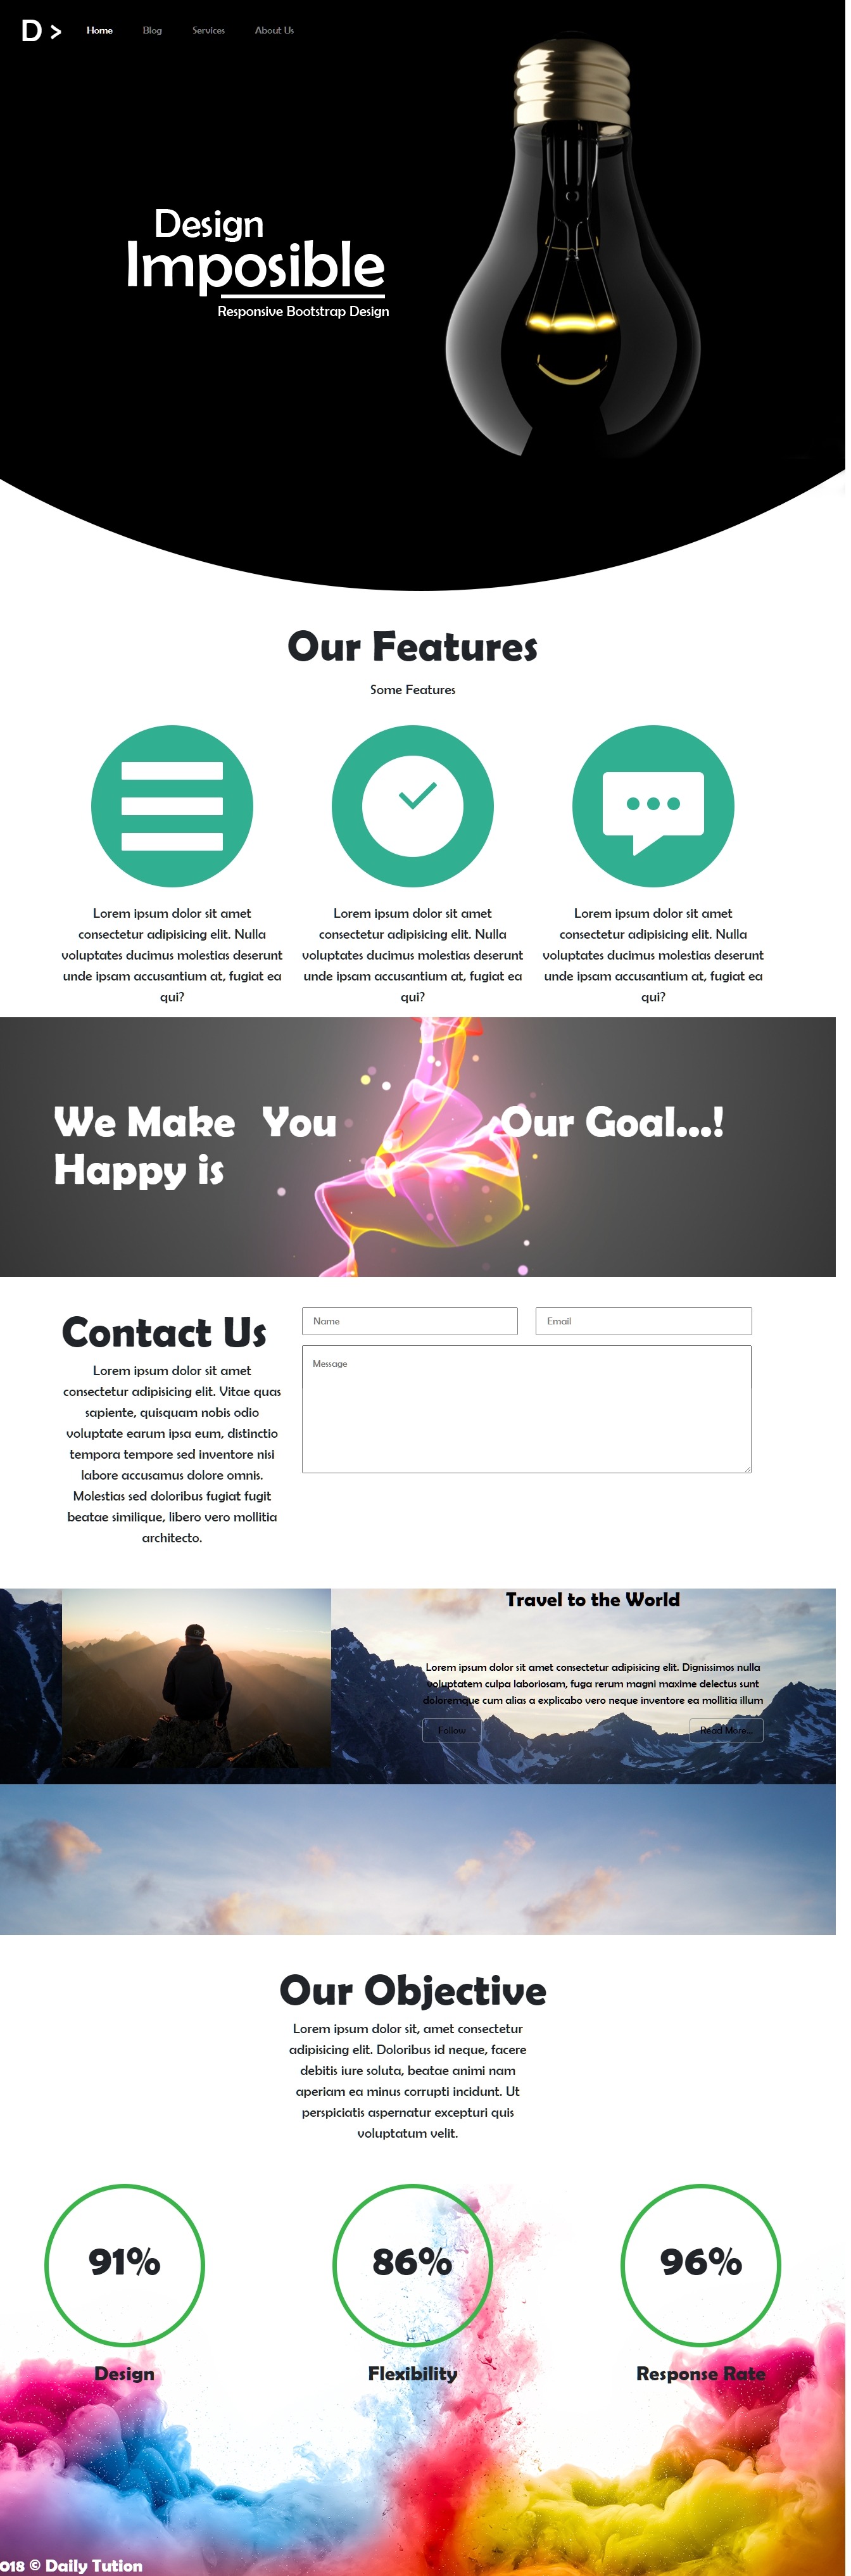 D >
Home Blog Services About Us
Design
Imposible
Responsive Bootstrap Design
Our Features
Some Features
Lorem ipsum dolor sit amet
consectetur adipisicing elit. Nulla
voluptates ducimus molestias deserunt
unde ipsam accusantium at, fugiat ea
qui?
Lorem ipsum dolor sit amet
consectetur adipisicing elit. Nulla
voluptates ducimus molestias deserunt
unde ipsam accusantium at, fugiat ea
qui?
Lorem ipsum dolor sit amet
consectetur adipisicing elit. Nulla
voluptates ducimus molestias deserunt
unde ipsam accusantium at, fugiat ea
qui?
We Make You Our Goal...!
Happy is
Contact Us
Lorem ipsum dolor sit amet
consectetur adipisicing elit. Vitae quas
sapiente, quisquam nobis odio
voluptate earum ipsa eum, distinctio
tempora tempore sed inventore nisi
labore accusamus dolore omnis.
Molestias sed doloribus fugiat fugit
beatae similique, libero vero mollitia
architecto.
Name
Email
Message
Travel to the World
Lorem ipsum dolor sit amet consectetur adipisicing elit. Dignissimos nulla
voluptatem culpa laboriosam, fuga rerum magni maxime delectus sunt
doloremque cum alias a explicabo vero neque inventore ea mollitia illum
Follow
Read More...
Our Objective
Lorem ipsum dolor sit, amet consectetur
adipisicing elit. Doloribus id neque, facere
debitis iure soluta, beatae animi nam
aperiam ea minus corrupti incidunt. Ut
perspiciatis aspernatur excepturi quis
voluptatum velit.
91%
86%
96%
Design
Flexibility
Response Rate
018 © Daily Tution